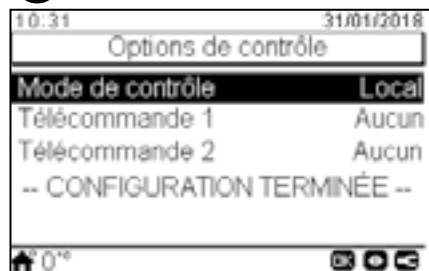 10:31 31/01/2018
Options de contrôle
Mode de contrôle Local
Télécommande 1 Aucun
Télécommande 2 Aucun
-- CONFIGURATION TERMINÉE --
OK